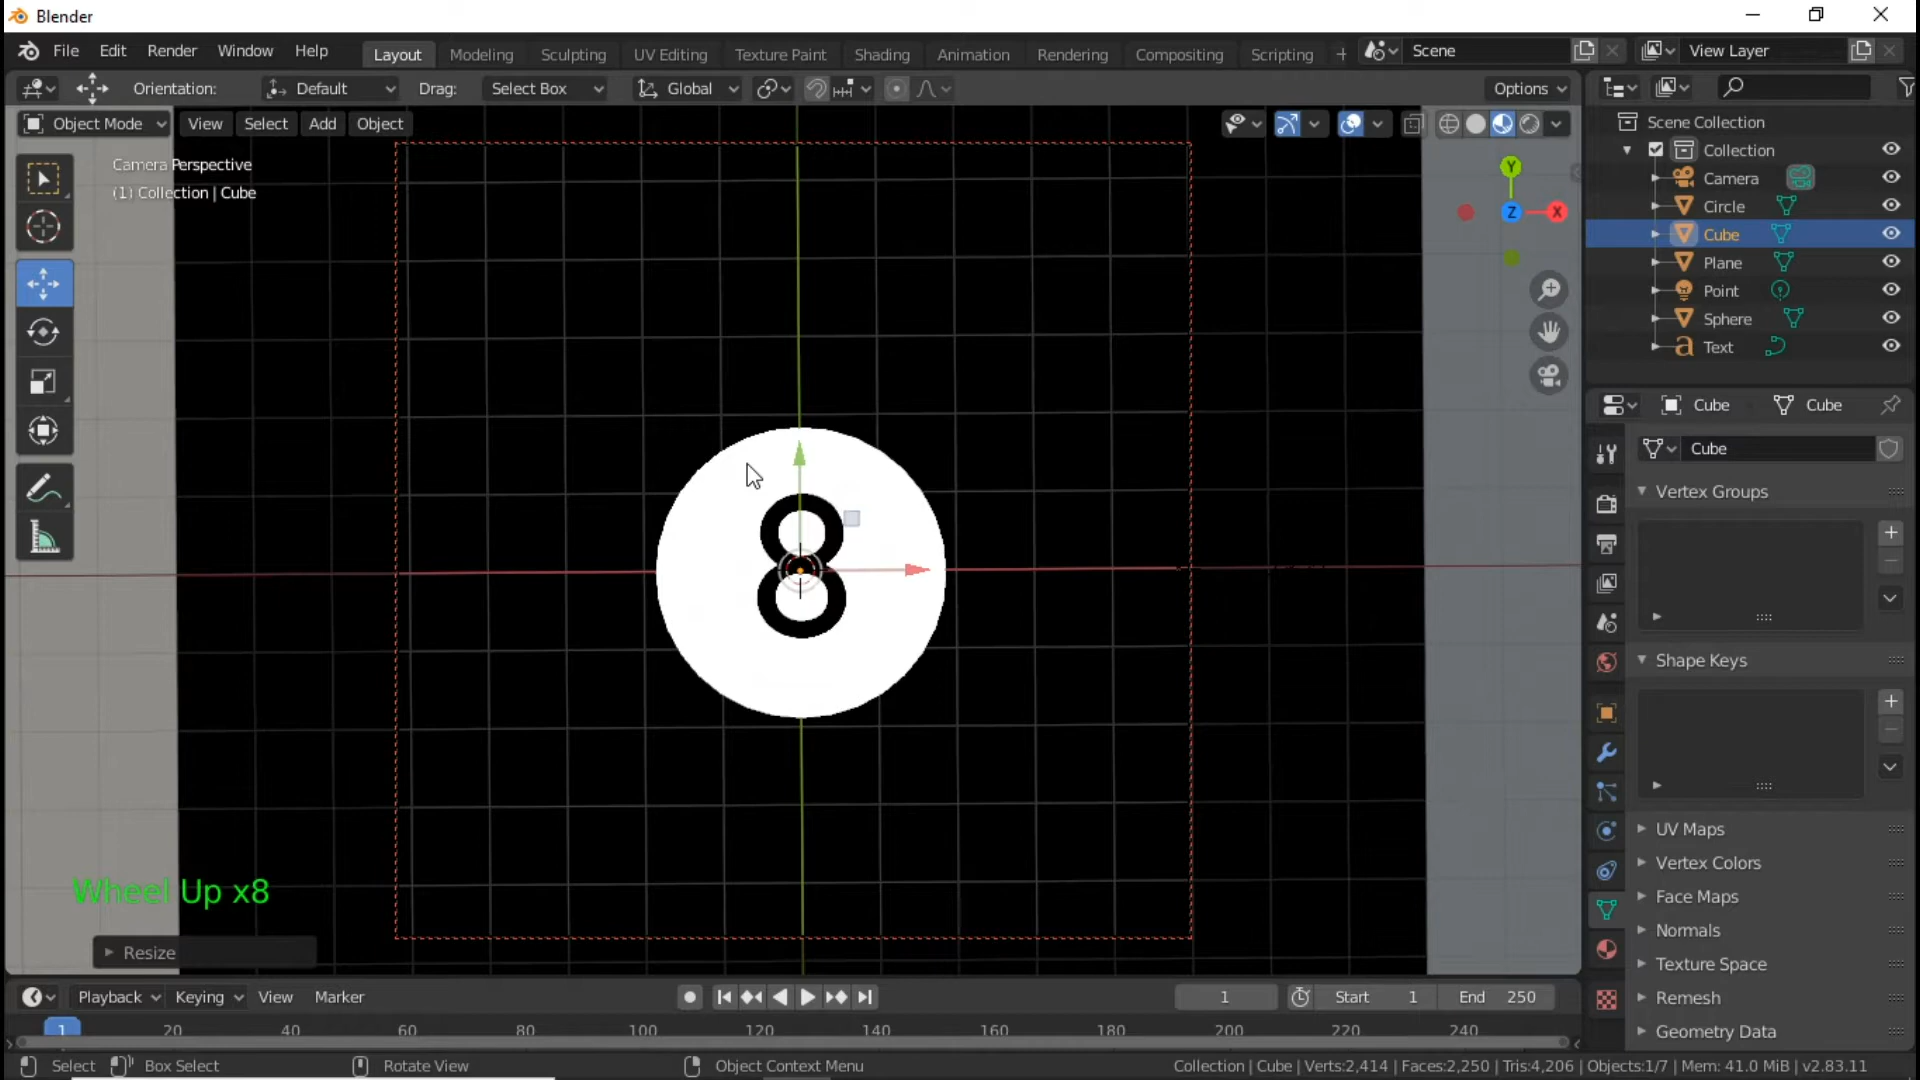 Blender
File Edit Render Window Help Layout Modeling Sculpting UV Editing Texture Paint Shading Animation Rendering Compositing Scripting + Scene View Layer
Orientation: Default Drag: Select Box Global Options
Object Mode View Select Add Object
Camera Perspective
(1) Collection | Cube
Y
Z X
8
Wheel Up x8
Resize
Scene Collection
Collection
Camera
Circle
Cube
Plane
Point
Sphere
Text
Cube Cube
Cube
Vertex Groups
Shape Keys
UV Maps
Vertex Colors
Face Maps
Normals
Texture Space
Remesh
Geometry Data
Playback Keying View Marker 1 Start 1 End 250
1 20 40 60 80 100 120 140 160 180 200 220 240
Select Box Select Rotate View Object Context Menu Collection | Cube | Verts:2,414 | Faces:2,250 | Tris:4,206 | Objects:1/7 | Mem: 41.0 MiB | v2.83.11